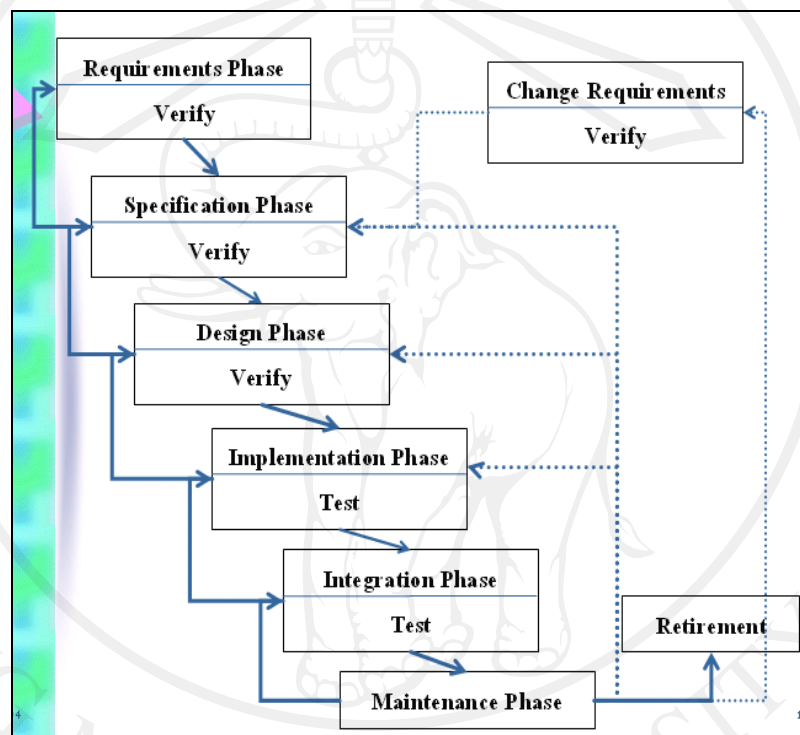 Requirements Phase
Verify
Change Requirements
Verify
Specification Phase
Verify
Design Phase
Verify
Implementation Phase
Test
Integration Phase
Test
Retirement
Maintenance Phase
4